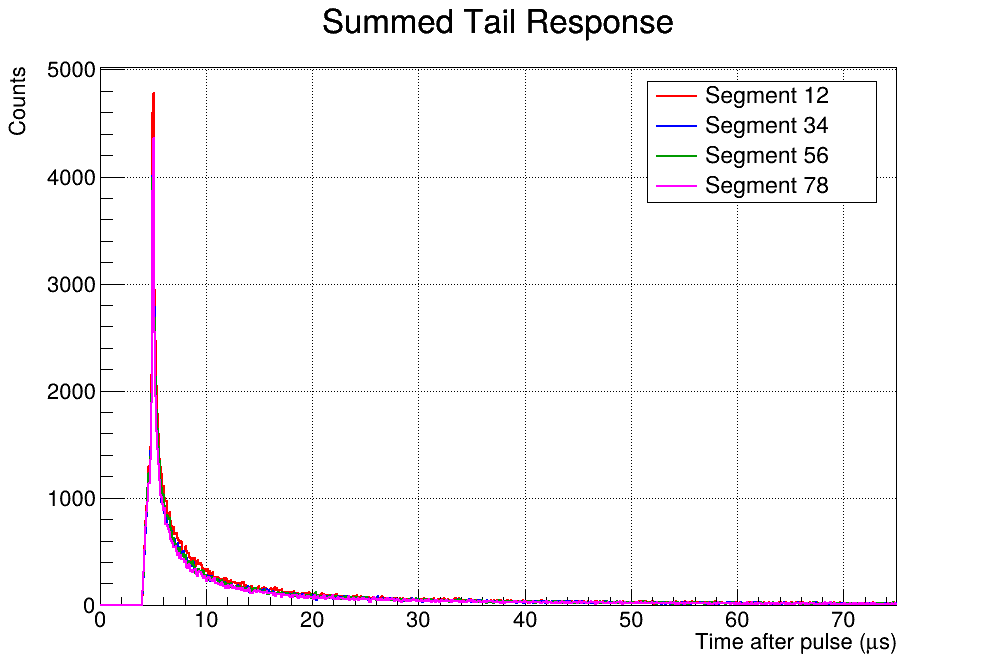 Summed Tail Response
Counts
5000
4000
3000
2000
1000
0
Segment 12
Segment 34
Segment 56
Segment 78
0 10 20 30 40 50 60 70
Time after pulse (μs)